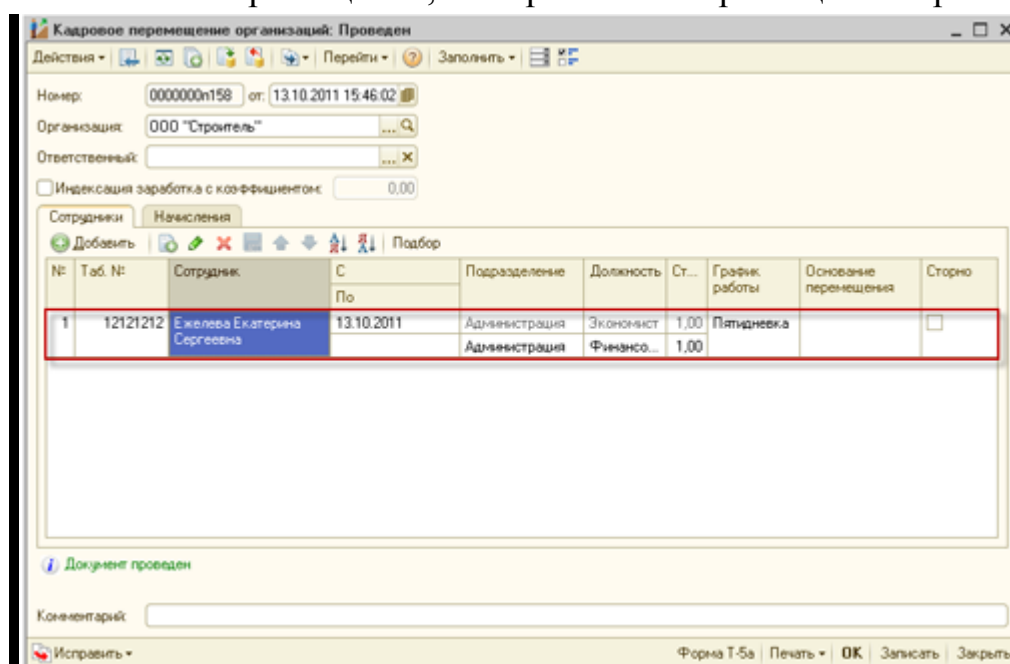 Кадровое перемещение организаций: Проведен
Действия Перейти Заполнить
Номер: 0000000n158 от: 13.10.2011 15:46:02
Организация: ООО "Строитель" ...
Ответственный: ... x
Индексация заработка с коэффициентом: 0,00
Сотрудники Начисления
Добавить Подбор
№ Таб. № Сотрудник С Подразделение Должность Ст... График работы Основание перемещения Сторно
По
1 12121212 Ежелева Екатерина Сергеевна 13.10.2011 Администрация Экономист 1,00 Пятидневка
Администрация Финансо... 1,00
Документ проведен
Комментарий:
Исправить Форма Т-5а Печать OK Записать Закрыть